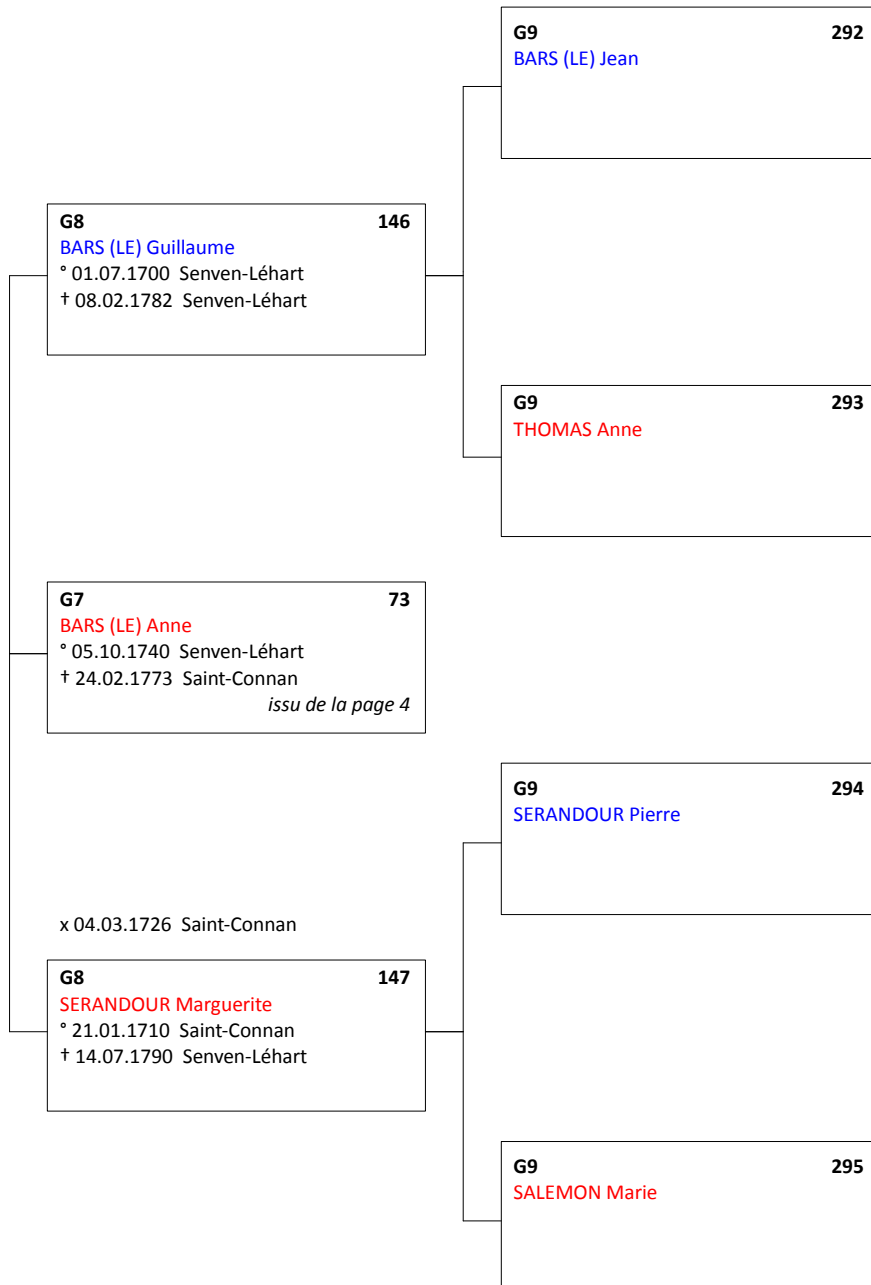 G9 292
BARS (LE) Jean
G8 146
BARS (LE) Guillaume
° 01.07.1700 Senven-Léhart
† 08.02.1782 Senven-Léhart
G9 293
THOMAS Anne
G7 73
BARS (LE) Anne
° 05.10.1740 Senven-Léhart
† 24.02.1773 Saint-Connan
issu de la page 4
G9 294
SERANDOUR Pierre
x 04.03.1726 Saint-Connan
G8 147
SERANDOUR Marguerite
° 21.01.1710 Saint-Connan
† 14.07.1790 Senven-Léhart
G9 295
SALEMON Marie